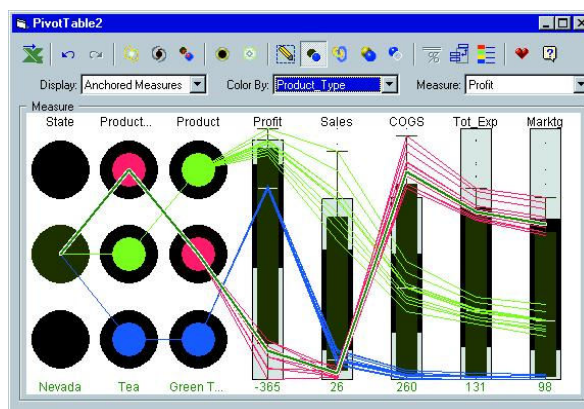 PivotTable2
Display: Anchored Measures Color By: Product_Type Measure: Profit
Measure
State Product... Product Profit Sales COGS Tot_Exp Marktg
Nevada Tea Green T... -365 26 260 131 98